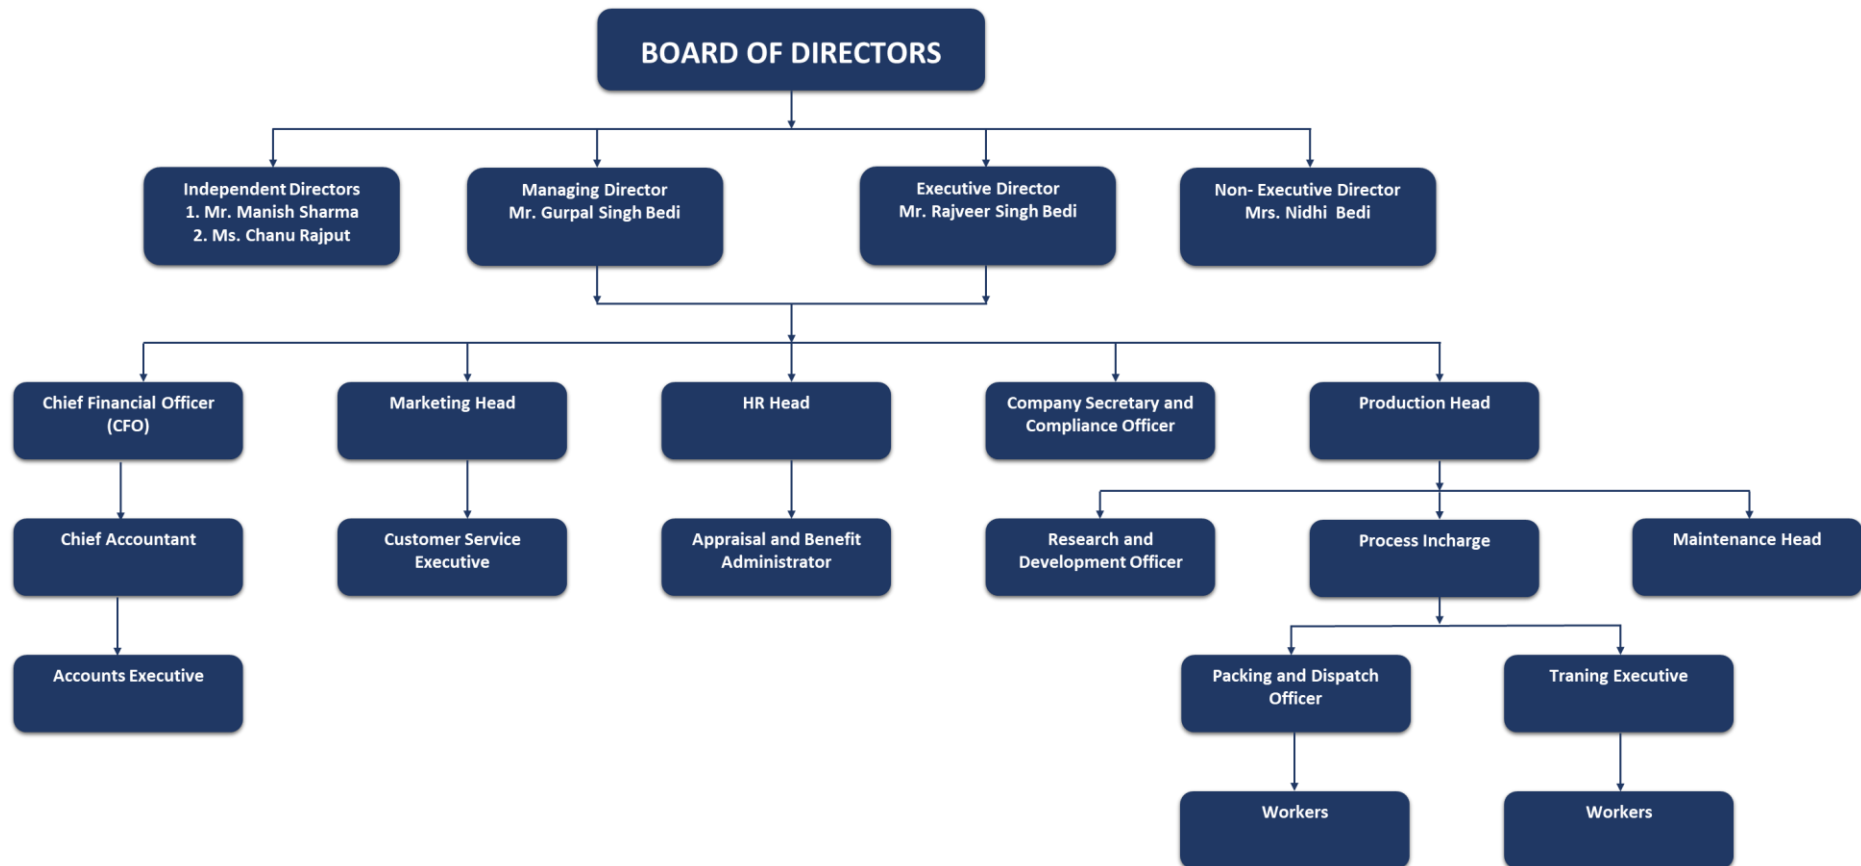 BOARD OF DIRECTORS
Independent Directors
1. Mr. Manish Sharma
2. Ms. Chanu Rajput
Managing Director
Mr. Gurpal Singh Bedi
Executive Director
Mr. Rajveer Singh Bedi
Non- Executive Director
Mrs. Nidhi Bedi
Chief Financial Officer
(CFO)
Marketing Head
HR Head
Company Secretary and
Compliance Officer
Production Head
Chief Accountant
Customer Service
Executive
Appraisal and Benefit
Administrator
Research and
Development Officer
Process Incharge
Maintenance Head
Accounts Executive
Packing and Dispatch
Officer
Traning Executive
Workers
Workers